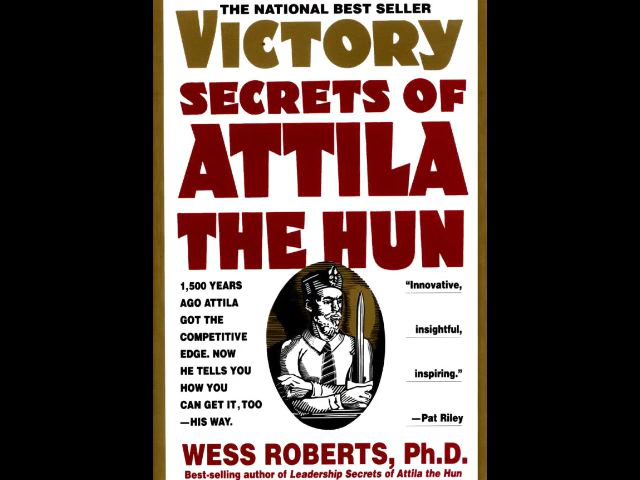 THE NATIONAL BEST SELLER
VICTORY
SECRETS OF
ATTILA
THE HUN
1,500 YEARS
AGO ATTILA
GOT THE
COMPETITIVE
EDGE. NOW
HE TELLS YOU
HOW YOU
CAN GET IT, TOO
—HIS WAY.
"Innovative,
insightful,
inspiring."
—Pat Riley
WESS ROBERTS, Ph.D.
Best-selling author of Leadership Secrets of Attila the Hun